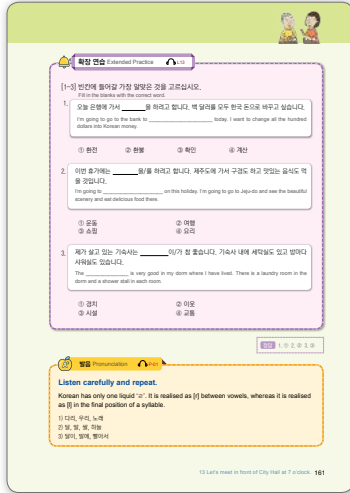 확장 연습 Extended Practice L13
[1~3] 빈칸에 들어갈 가장 알맞은 것을 고르십시오.
Fill in the blanks with the correct word.
1.
오늘 은행에 가서 ______을 하려고 합니다. 백 달러를 모두 한국 돈으로 바꾸고 싶습니다.
I'm going to go to the bank to ______ today. I want to change all the hundred
dollars into Korean money.
① 환전 ② 환불 ③ 확인 ④ 계산
2.
이번 휴가에는 ______을/를 하려고 합니다. 제주도에 가서 구경도 하고 맛있는 음식도 먹
을 것입니다.
I'm going to ______ on this holiday. I'm going to go to Jeju-do and see the beautiful
scenery and eat delicious food there.
① 운동 ② 여행
③ 쇼핑 ④ 요리
3.
제가 살고 있는 기숙사는 ______이/가 참 좋습니다. 기숙사 내에 세탁실도 있고 방마다
샤워실도 있습니다.
The ______ is very good in my dorm where I have lived. There is a laundry room in the
dorm and a shower stall in each room.
① 경치 ② 이웃
③ 시설 ④ 교통
정답 1. ① 2. ② 3. ③
발음 Pronunciation P-01
Listen carefully and repeat.
Korean has only one liquid 'ㄹ'. It is realised as [r] between vowels, whereas it is realised
as [l] in the final position of a syllable.
1) 다리, 우리, 노래
2) 달, 말, 쌀, 하늘
3) 달이, 말에, 빨아서
13 Let's meet in front of City Hall at 7 o'clock 161